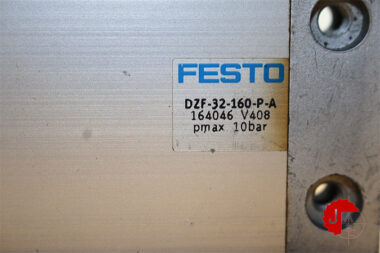 FESTO
DZF-32-160-P-A
164046 V408
pmax 10bar